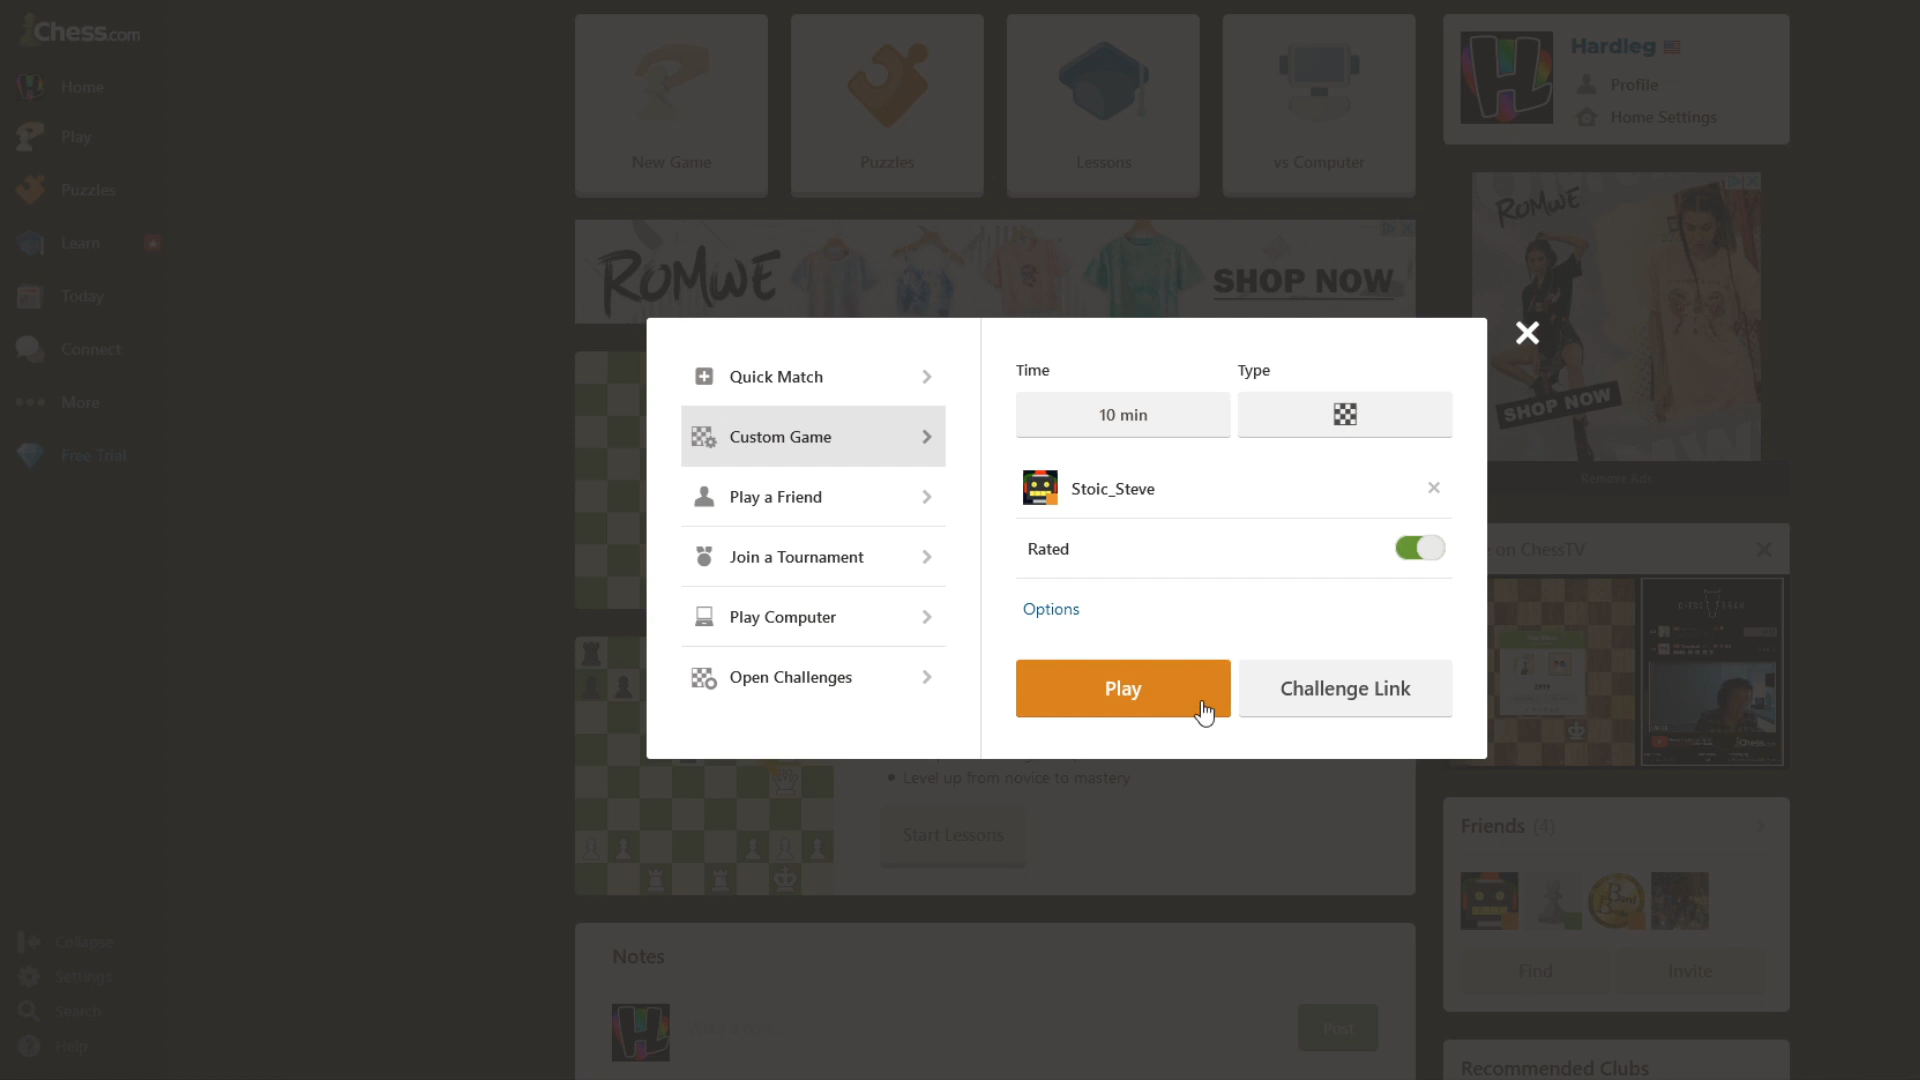 Chess.com
Home
Play
Puzzles
Learn
Today
Connect
More
Free Trial
Collapse
Settings
Search
Help
New Game
Puzzles
Lessons
vs Computer
ROMWE
SHOP NOW
Hardleg
Profile
Home Settings
ROMWE
SHOP NOW
Remove Ads
Quick Match
Custom Game
Play a Friend
Join a Tournament
Play Computer
Open Challenges
Time
Type
10 min
Stoic_Steve
Rated
Options
Play
Challenge Link
on ChessTV
• Level up from novice to mastery
Start Lessons
Friends (4)
Find
Invite
Notes
Post
Recommended Clubs